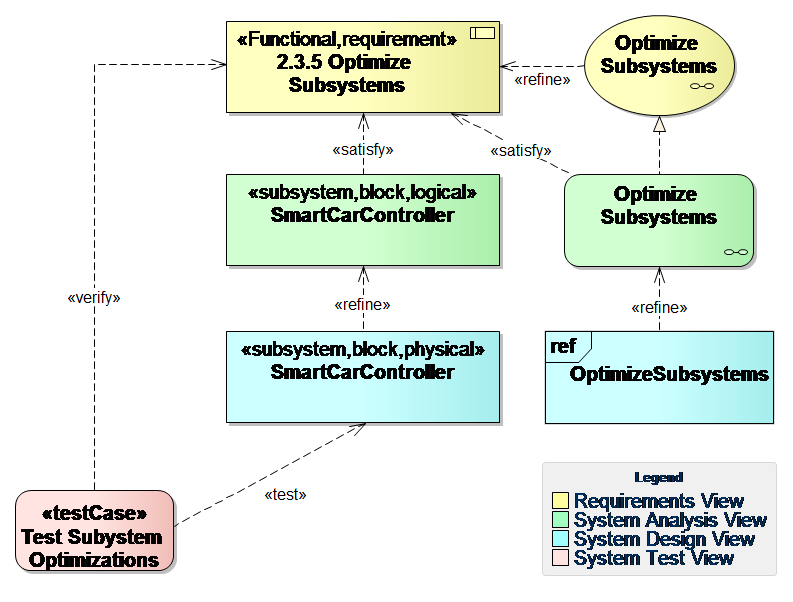 «Functional,requirement»
2.3.5 Optimize
Subsystems
Optimize
Subsystems
«refine»
«satisfy»
«satisfy»
«subsystem,block,logical»
SmartCarController
Optimize
Subsystems
«verify»
«refine»
«refine»
«subsystem,block,physical»
SmartCarController
ref
OptimizeSubsystems
«test»
«testCase»
Test Subystem
Optimizations
Legend
Requirements View
System Analysis View
System Design View
System Test View